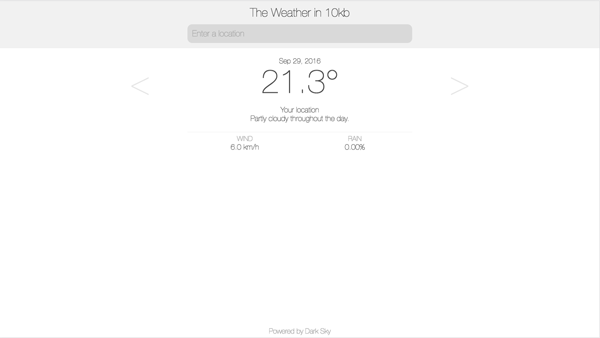 The Weather in 10kb
Enter a location
Sep 29, 2016
< 21.3° >
Your location
Partly cloudy throughout the day.
WIND RAIN
6.0 km/h 0.00%
Powered by Dark Sky